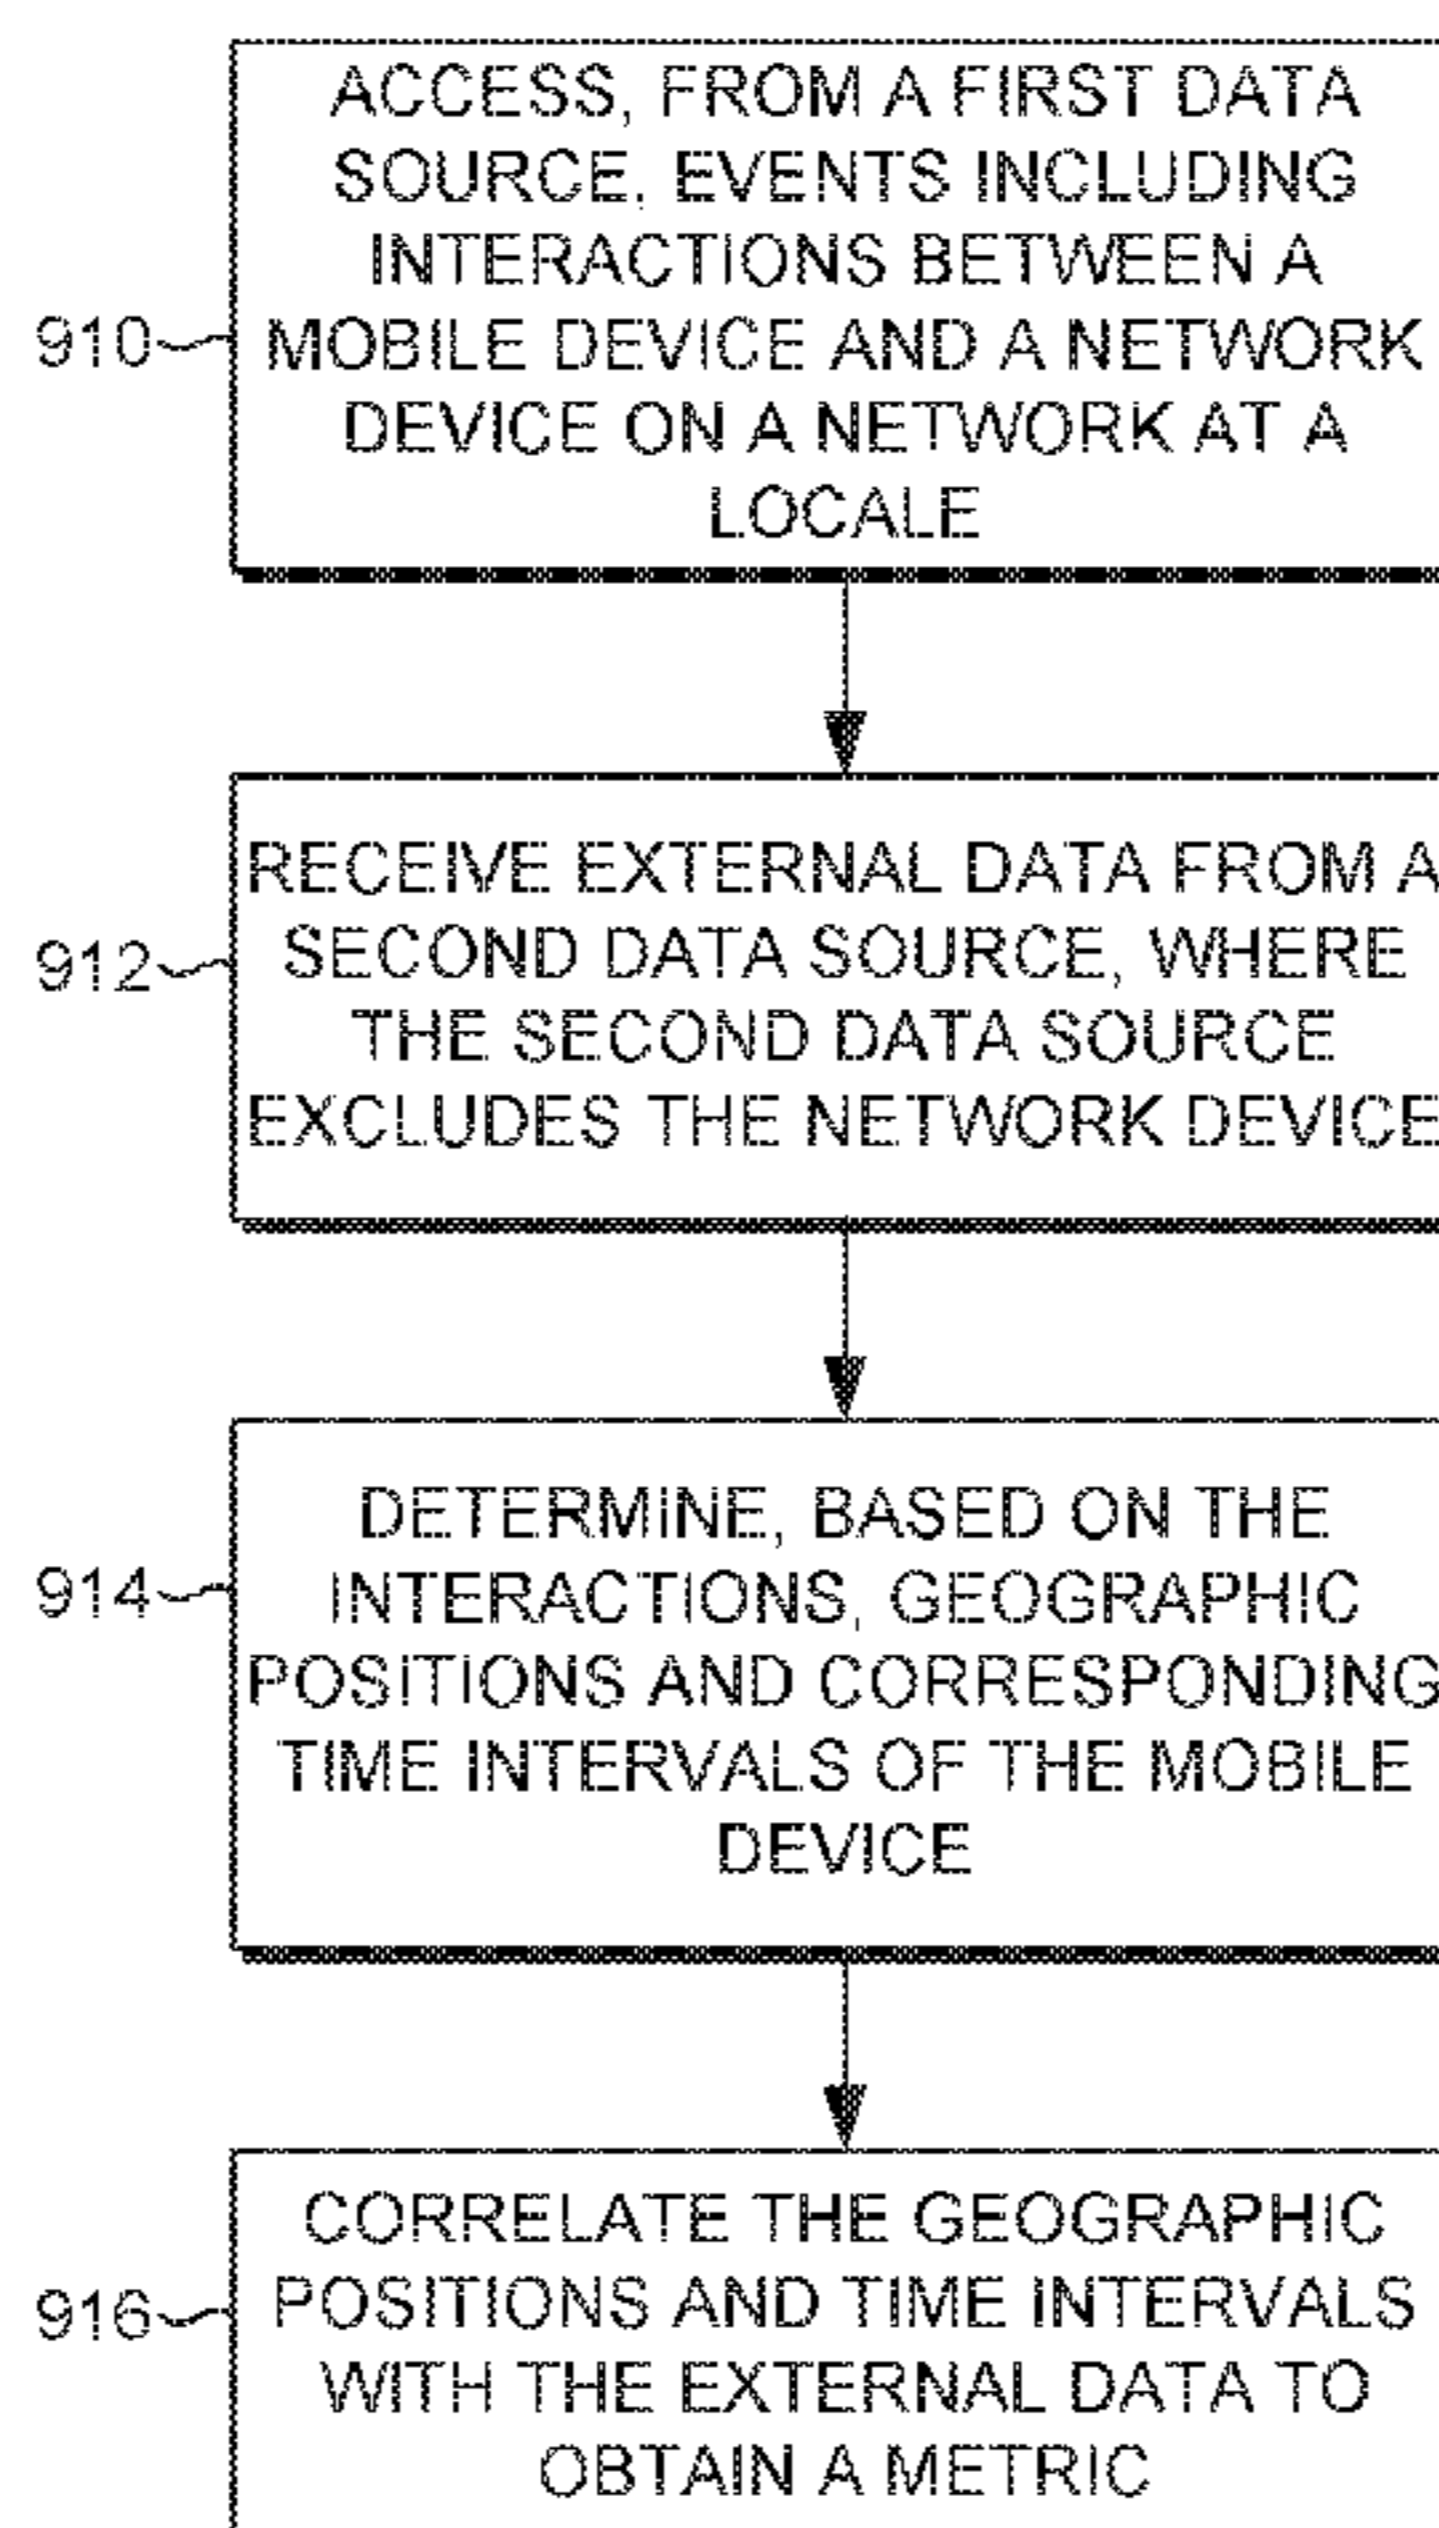 ACCESS, FROM A FIRST DATA
SOURCE, EVENTS INCLUDING
INTERACTIONS BETWEEN A
910 MOBILE DEVICE AND A NETWORK
DEVICE ON A NETWORK AT A
LOCALE
RECEIVE EXTERNAL DATA FROM A
912 SECOND DATA SOURCE, WHERE
THE SECOND DATA SOURCE
EXCLUDES THE NETWORK DEVICE
DETERMINE, BASED ON THE
914 INTERACTIONS, GEOGRAPHIC
POSITIONS AND CORRESPONDING
TIME INTERVALS OF THE MOBILE
DEVICE
CORRELATE THE GEOGRAPHIC
916 POSITIONS AND TIME INTERVALS
WITH THE EXTERNAL DATA TO
OBTAIN A METRIC